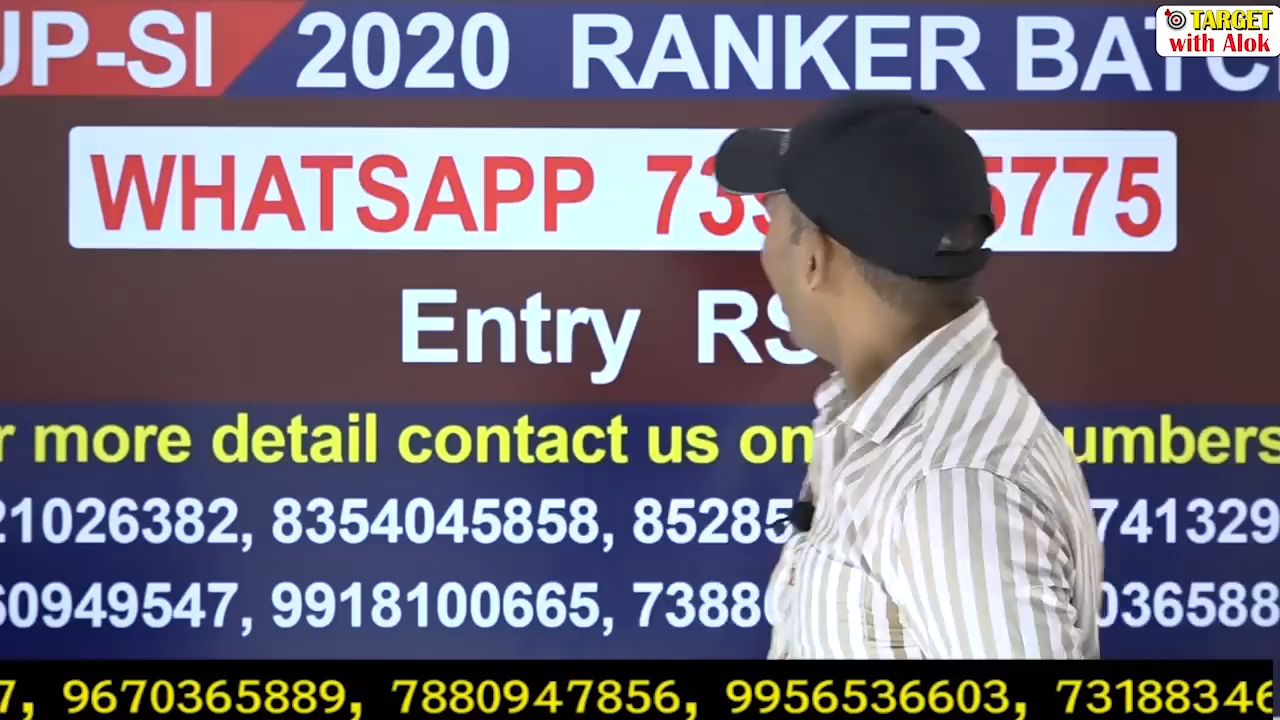 UP-SI 2020 RANKER BATC
TARGET
with Alok
WHATSAPP 73 5775
Entry RS
r more detail contact us on umbers
21026382, 8354045858, 85285 741329
60949547, 9918100665, 7388 036588
7, 9670365889, 7880947856, 9956536603, 73188346